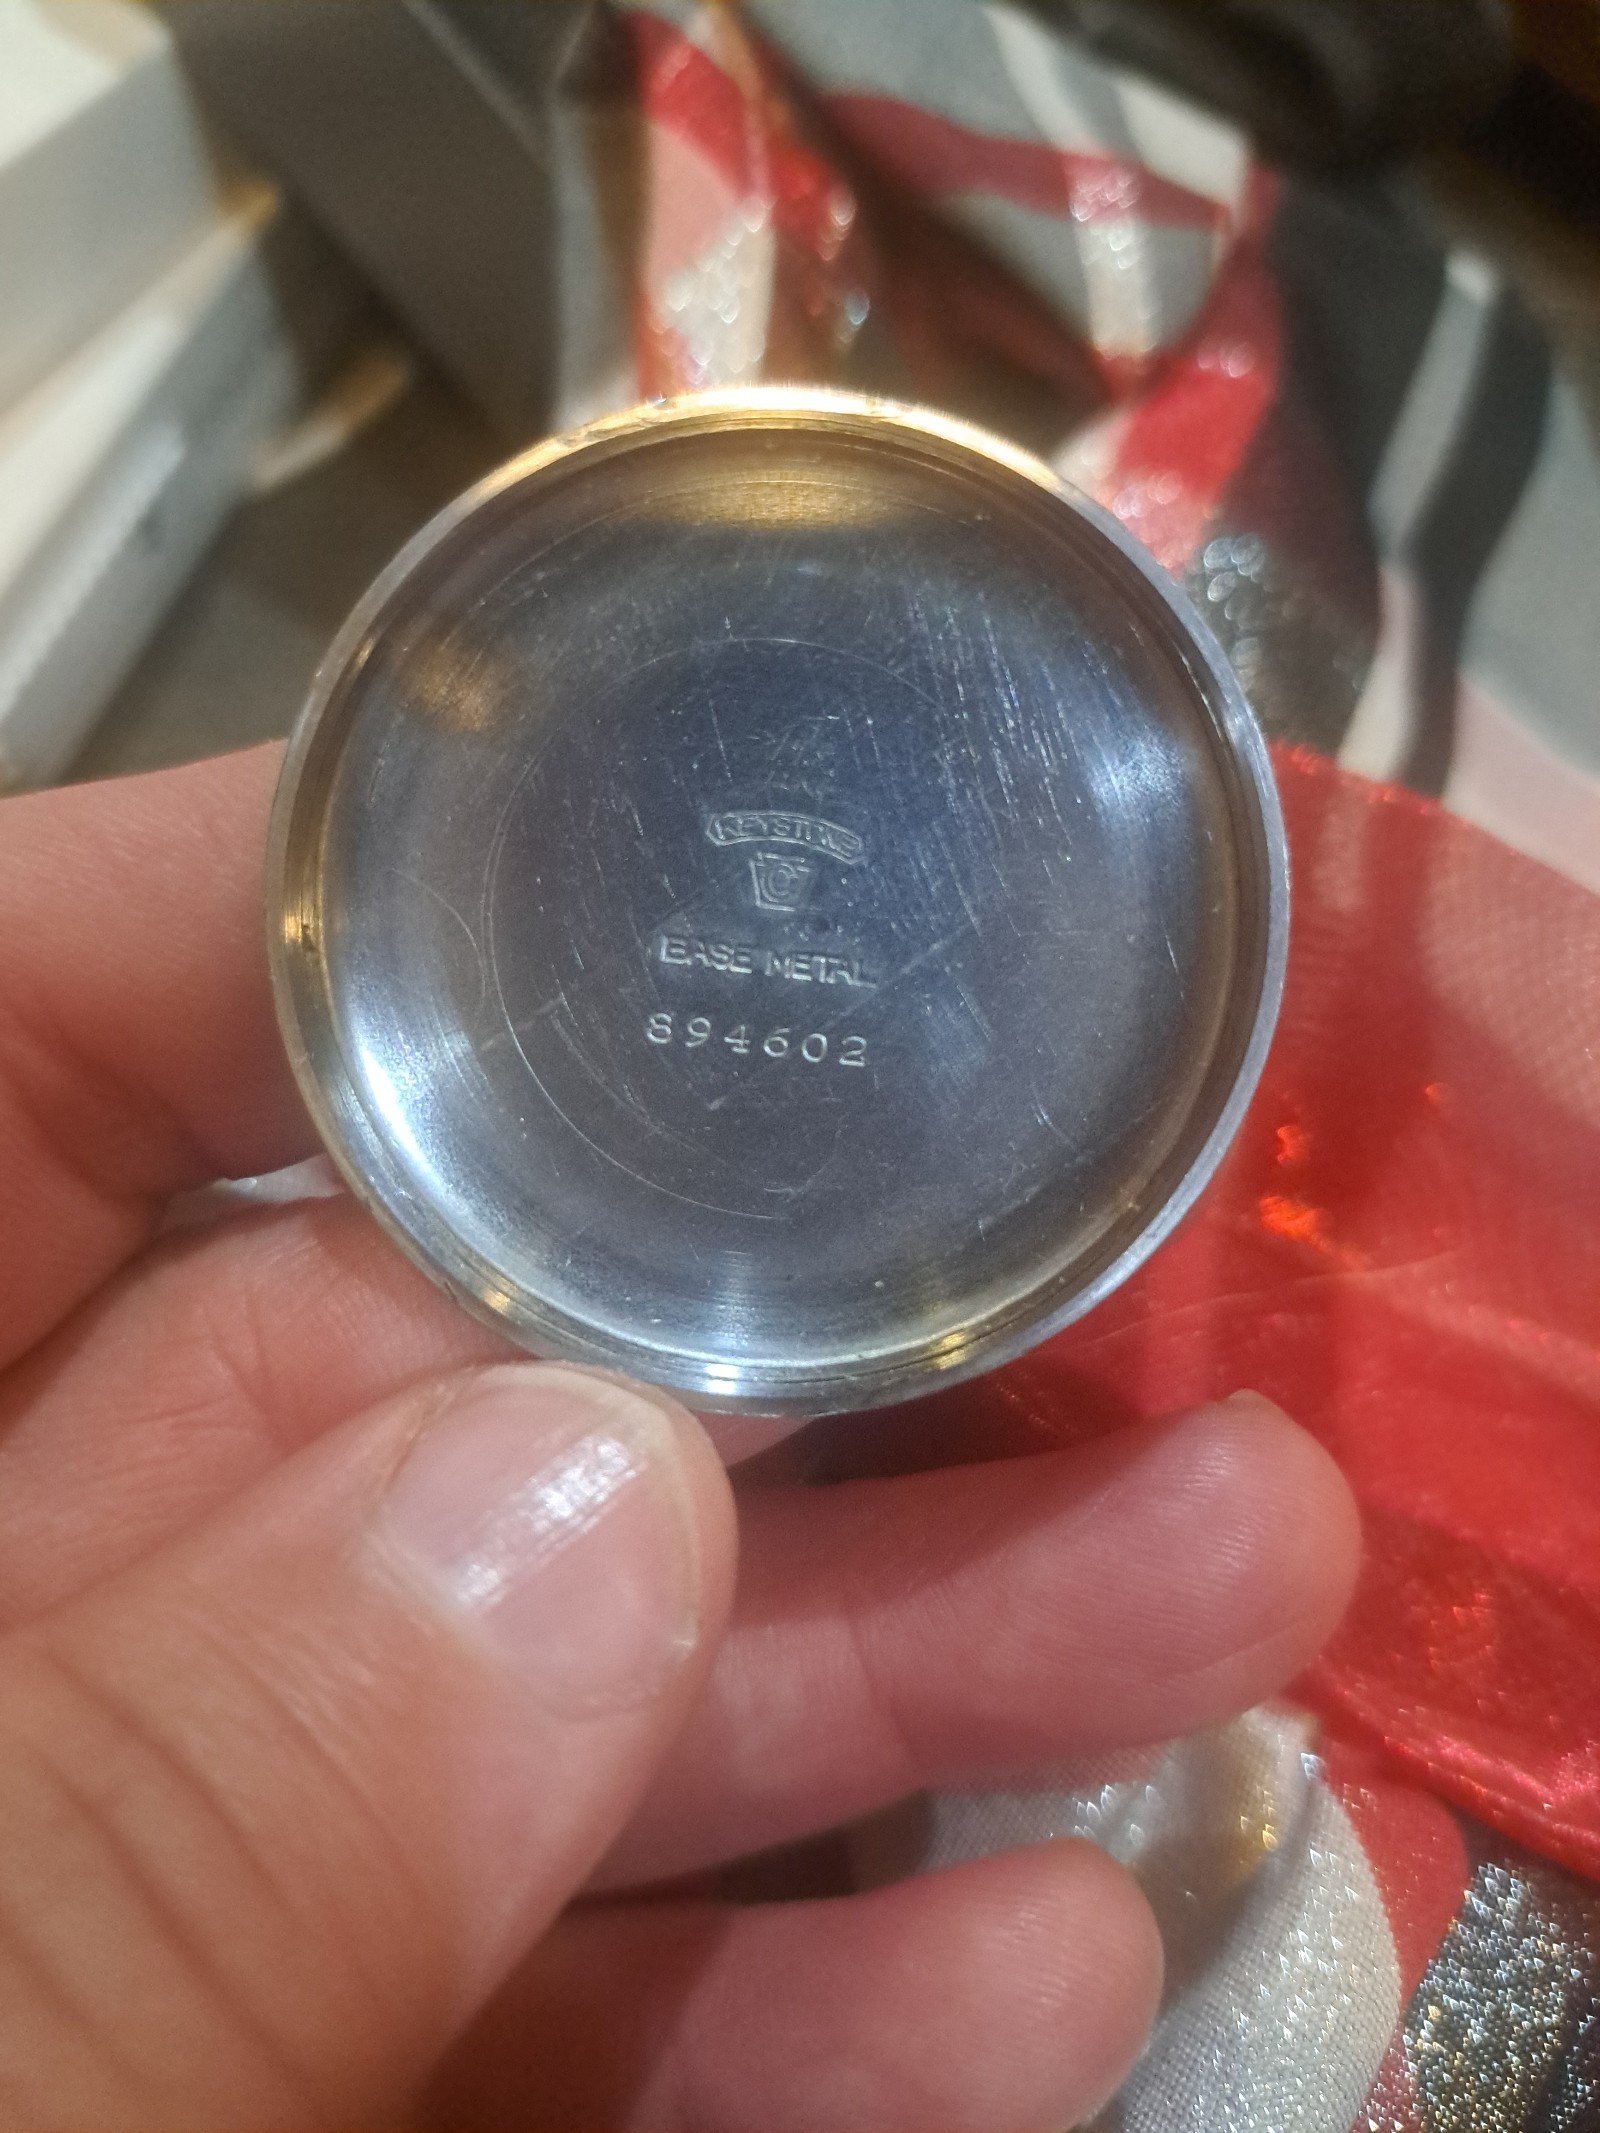 KEYSTONE
C
BASE METAL
894602